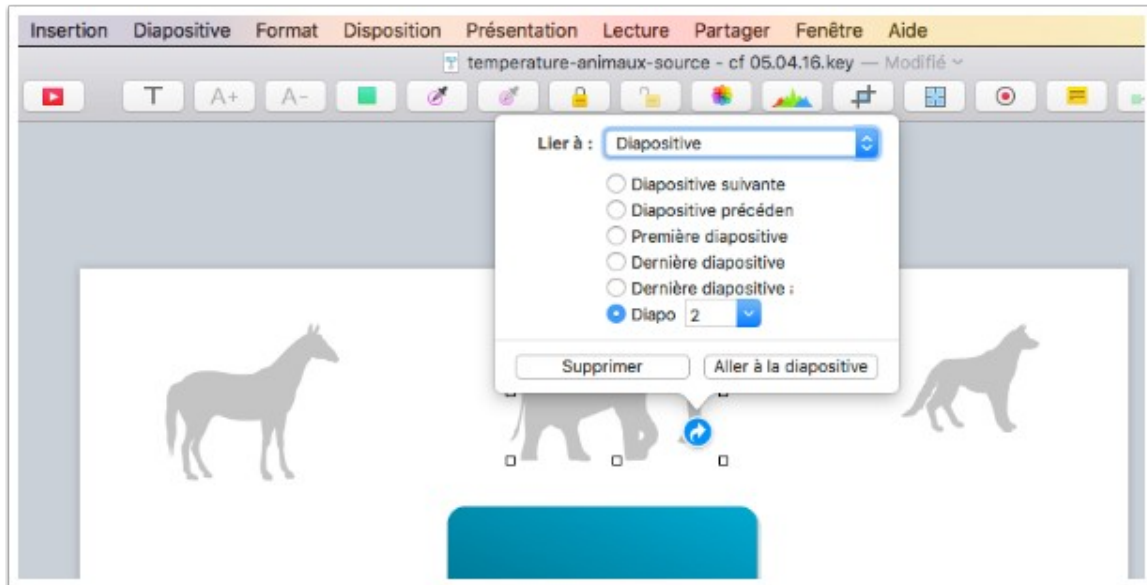 Insertion Diapositive Format Disposition Présentation Lecture Partager Fenêtre Aide
temperature-animaux-source - cf 05.04.16.key — Modifié
T A+ A-
Lier à : Diapositive
Diapositive suivante
Diapositive précéden
Première diapositive
Dernière diapositive
Dernière diapositive
Diapo 2
Supprimer Aller à la diapositive